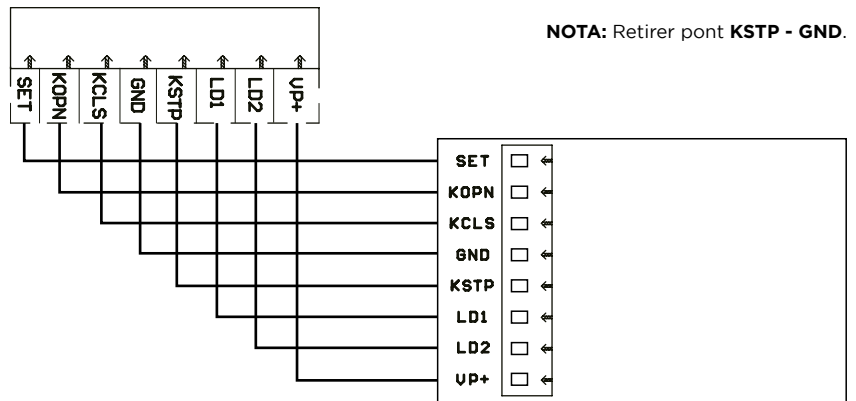 NOTA: Retirer pont KSTP - GND.
SET
KOPN
KCLS
GND
KSTP
LD1
LD2
VP+
SET
KOPN
KCLS
GND
KSTP
LD1
LD2
VP+